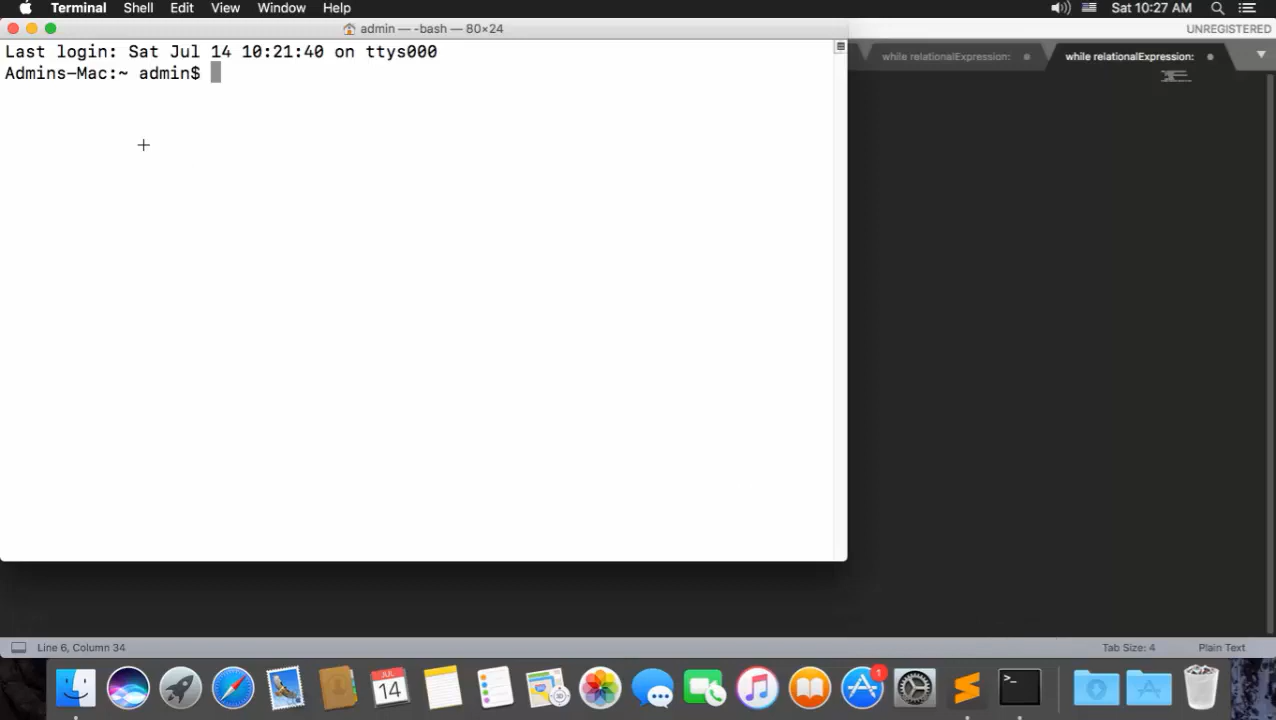 Terminal Shell Edit View Window Help Sat 10:27 AM
admin — -bash — 80×24 UNREGISTERED
while relationalExpression: while relationalExpression:
Last login: Sat Jul 14 10:21:40 on ttys000
Admins-Mac:~ admin$
Line 6, Column 34 Tab Size: 4 Plain Text
JUL
14
1
>_